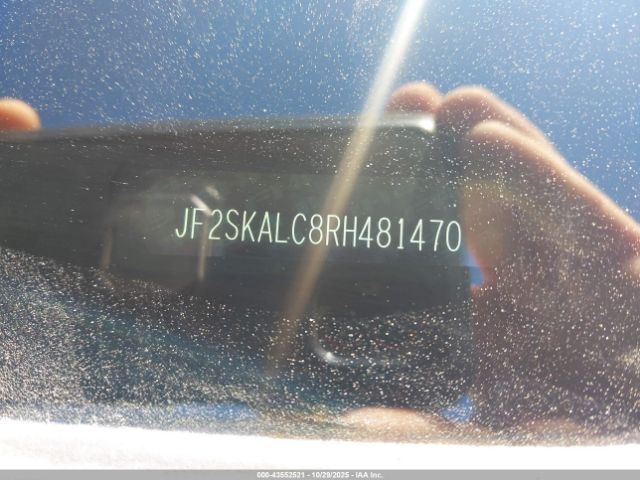 JF2SKALC8RH481470
000-43552521 - 10/29/2025 - IAA Inc.